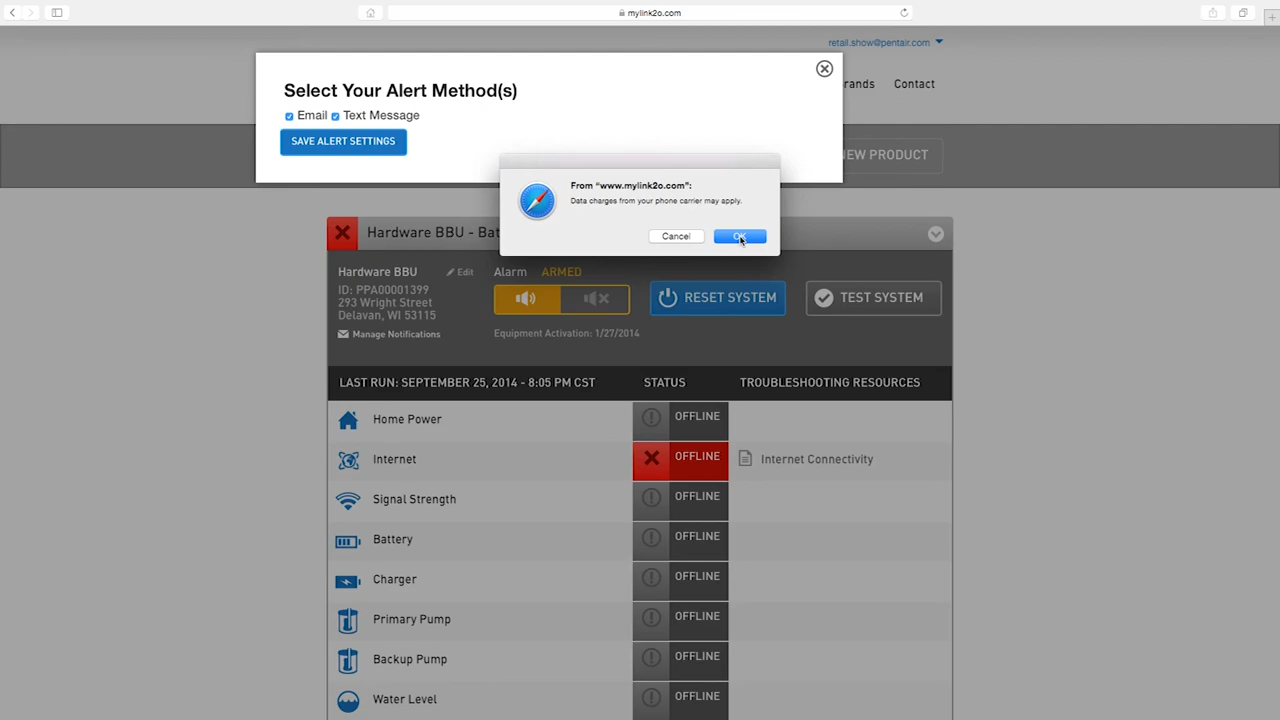 mylink2o.com
retail.show@pentair.com
Select Your Alert Method(s)
rands Contact
Email Text Message
SAVE ALERT SETTINGS
EW PRODUCT
From “www.mylink2o.com”:
Data charges from your phone carrier may apply.
Cancel OK
Hardware BBU - Bat
Hardware BBU Edit Alarm ARMED
ID: PPA00001399
293 Wright Street
Delavan, WI 53115
RESET SYSTEM TEST SYSTEM
Manage Notifications Equipment Activation: 1/27/2014
LAST RUN: SEPTEMBER 25, 2014 - 8:05 PM CST STATUS TROUBLESHOOTING RESOURCES
Home Power OFFLINE
Internet OFFLINE Internet Connectivity
Signal Strength OFFLINE
Battery OFFLINE
Charger OFFLINE
Primary Pump OFFLINE
Backup Pump OFFLINE
Water Level OFFLINE